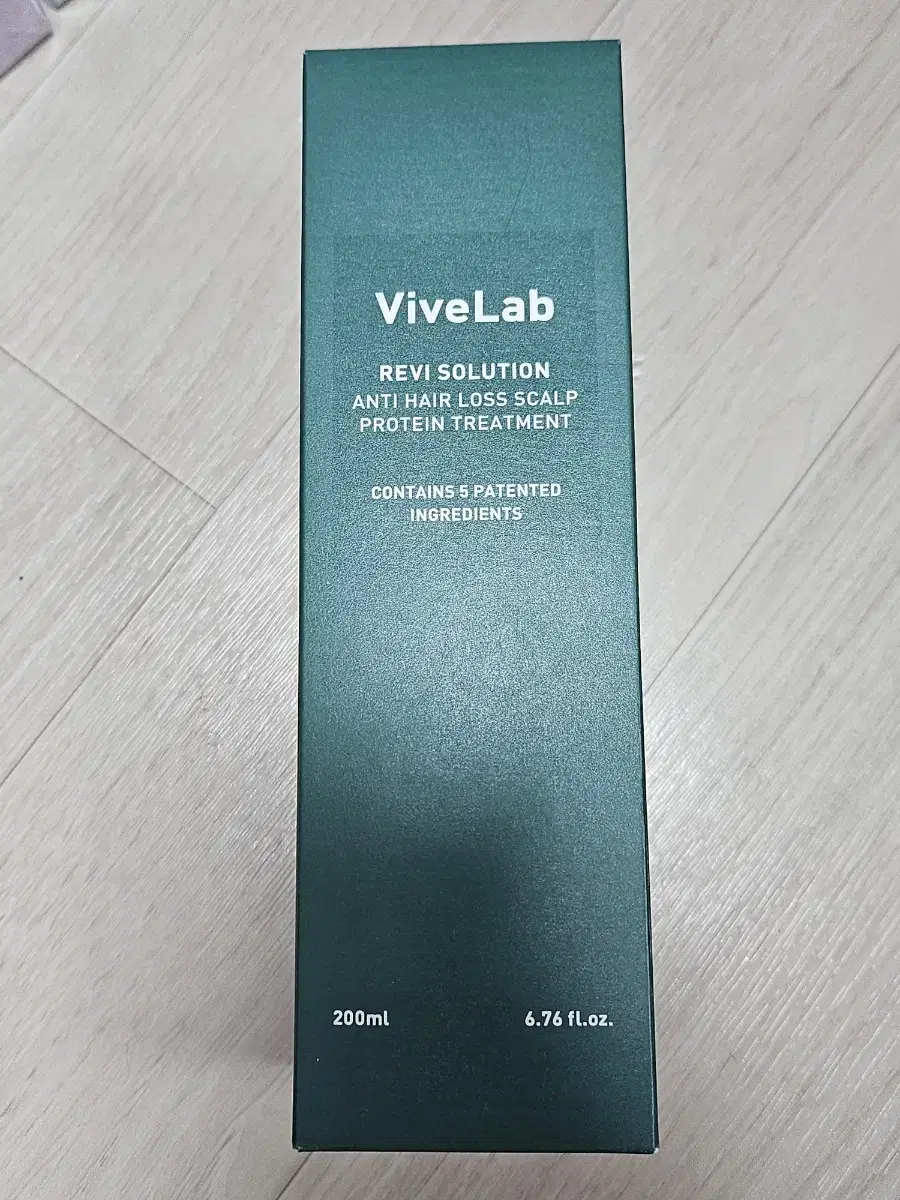 ViveLab
REVI SOLUTION
ANTI HAIR LOSS SCALP
PROTEIN TREATMENT
CONTAINS 5 PATENTED
INGREDIENTS
200ml 6.76 fl.oz.